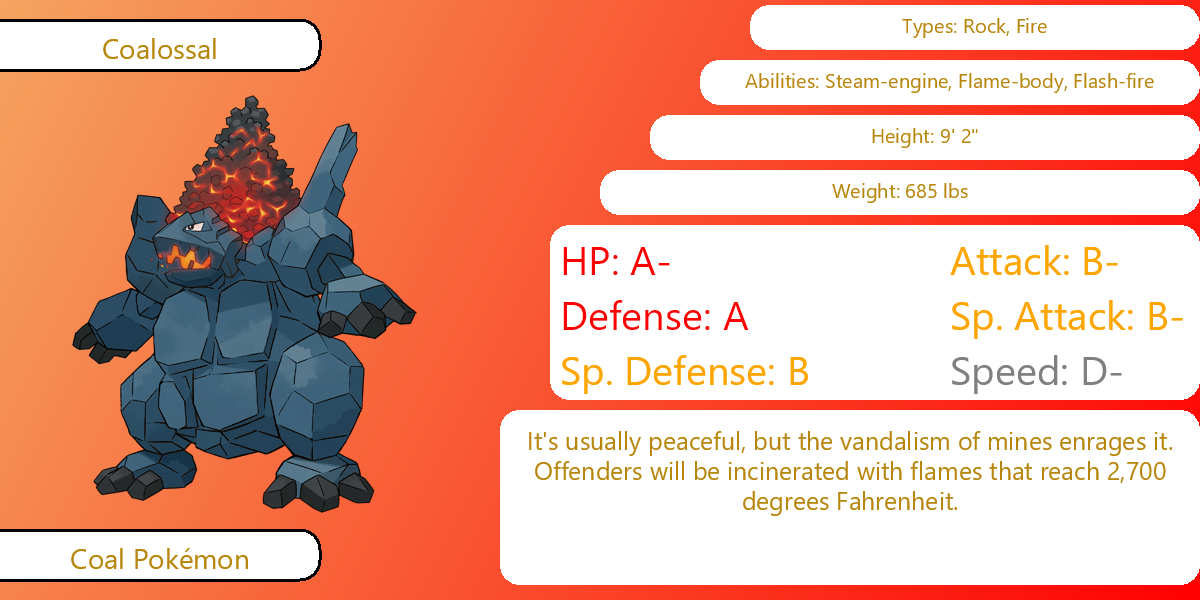 Coalossal
Types: Rock, Fire
Abilities: Steam-engine, Flame-body, Flash-fire
Height: 9' 2"
Weight: 685 lbs
HP: A-
Attack: B-
Defense: A
Sp. Attack: B-
Sp. Defense: B
Speed: D-
It's usually peaceful, but the vandalism of mines enrages it.
Offenders will be incinerated with flames that reach 2,700
degrees Fahrenheit.
Coal Pokémon